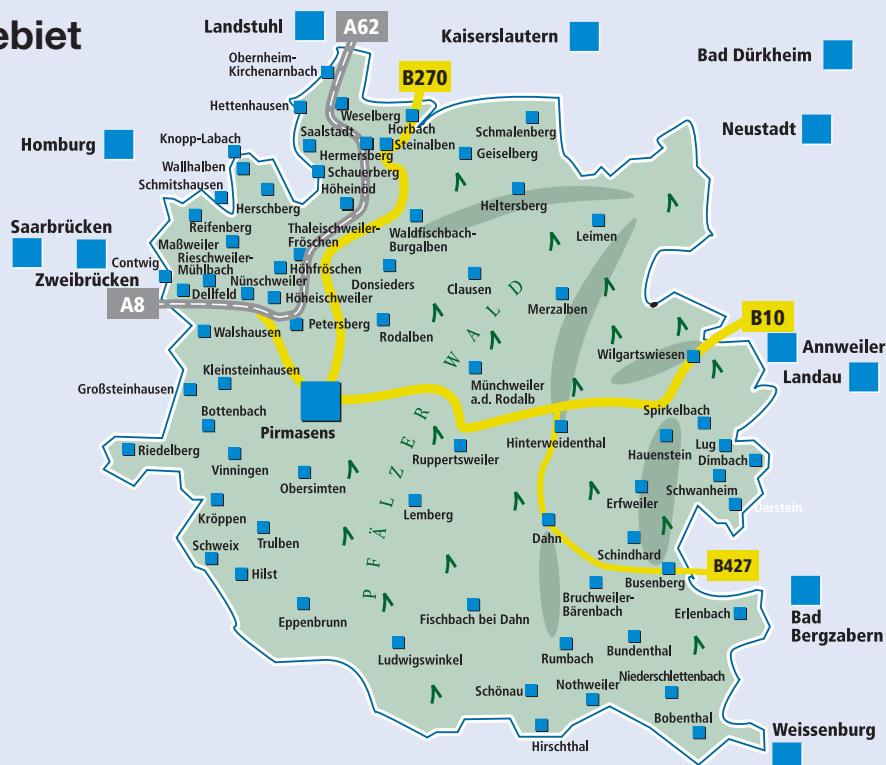 ebiet
Landstuhl
A62
Kaiserslautern
Bad Dürkheim
Obernheim-
Kirchenarnbach
B270
Hettenhausen
Weselberg
Horbach
Schmalenberg
Neustadt
Homburg
Knopp-Labach
Saalstadt
Steinalben
Hermersberg
Geiselberg
Wallhalben
Schauerberg
Schmitshausen
Höheinöd
Herschberg
Heltersberg
Reifenberg
Thaleischweiler-
Fröschen
Waldfischbach-
Burgalben
Leimen
Saarbrücken
Maßweiler
Rieschweiler-
Mühlbach
Contwig
Höhfröschen
Zweibrücken
Nünschweiler
Donsieders
Clausen
Dellfeld
Höheischweiler
Merzalben
A8
Petersberg
Rodalben
B10
Walshausen
Wilgartswiesen
Annweiler
Landau
Kleinsteinhausen
Münchweiler
a.d. Rodalb
Großsteinhausen
PFÄLZER WALD
Bottenbach
Pirmasens
Spirkelbach
Hinterweidenthal
Lug
Riedelberg
Ruppertsweiler
Hauenstein
Dimbach
Vinningen
Obersimten
Schwanheim
Erfweiler
Darstein
Kröppen
Lemberg
Trulben
Dahn
Schweix
Schindhard
Hilst
Busenberg
B427
Bruchweiler-
Bärenbach
Eppenbrunn
Fischbach bei Dahn
Erlenbach
Bad
Bergzabern
Ludwigswinkel
Rumbach
Bundenthal
Niederschlettenbach
Schönau
Nothweiler
Bobenthal
Weissenburg
Hirschthal